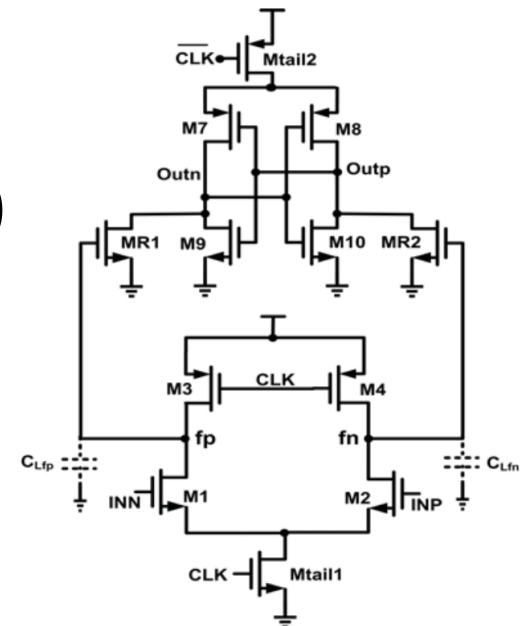 CLK Mtail2
M7 M8
Outn Outp
MR1 M9 M10 MR2
M3 CLK M4
fp fn
CLfp CLfn
INN M1 M2 INP
CLK Mtail1
)